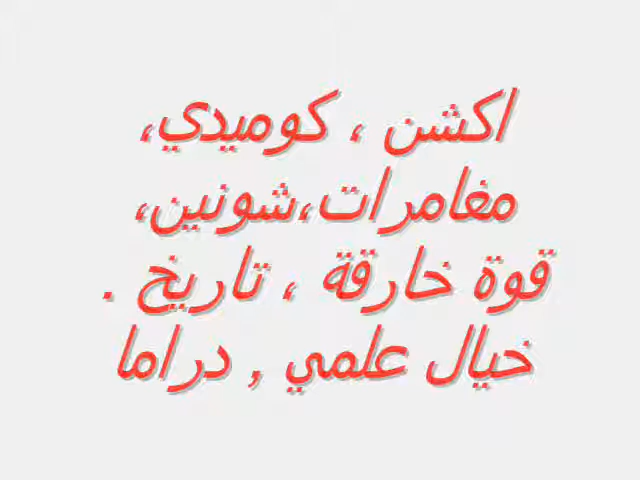 اكشن ، كوميدي،
مغامرات،شونين،
قوة خارقة ، تاريخ .
خيال علمي , دراما